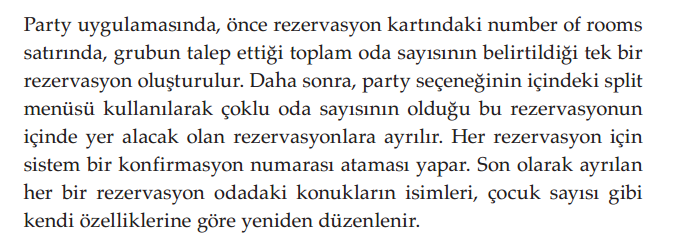 Party uygulamasında, önce rezervasyon kartındaki number of rooms
satırında, grubun talep ettiği toplam oda sayısının belirtildiği tek bir
rezervasyon oluşturulur. Daha sonra, party seçeneğinin içindeki split
menüsü kullanılarak çoklu oda sayısının olduğu bu rezervasyonun
içinde yer alacak olan rezervasyonlara ayrılır. Her rezervasyon için
sistem bir konfirmasyon numarası ataması yapar. Son olarak ayrılan
her bir rezervasyon odadaki konukların isimleri, çocuk sayısı gibi
kendi özelliklerine göre yeniden düzenlenir.